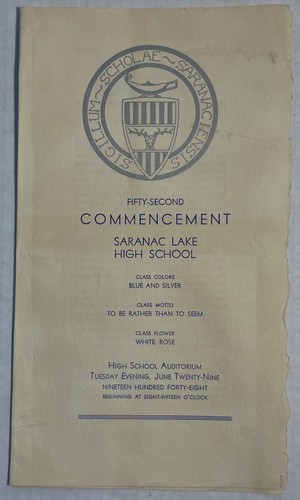 SIGILLUM ~ SCHOLAE ~ SARANACIENSIS
FIFTY-SECOND
COMMENCEMENT
SARANAC LAKE
HIGH SCHOOL
CLASS COLORS
BLUE AND SILVER
CLASS MOTTO
TO BE RATHER THAN TO SEEM
CLASS FLOWER
WHITE ROSE
HIGH SCHOOL AUDITORIUM
TUESDAY EVENING, JUNE TWENTY-NINE
NINETEEN HUNDRED FORTY-EIGHT
BEGINNING AT EIGHT-FIFTEEN O'CLOCK